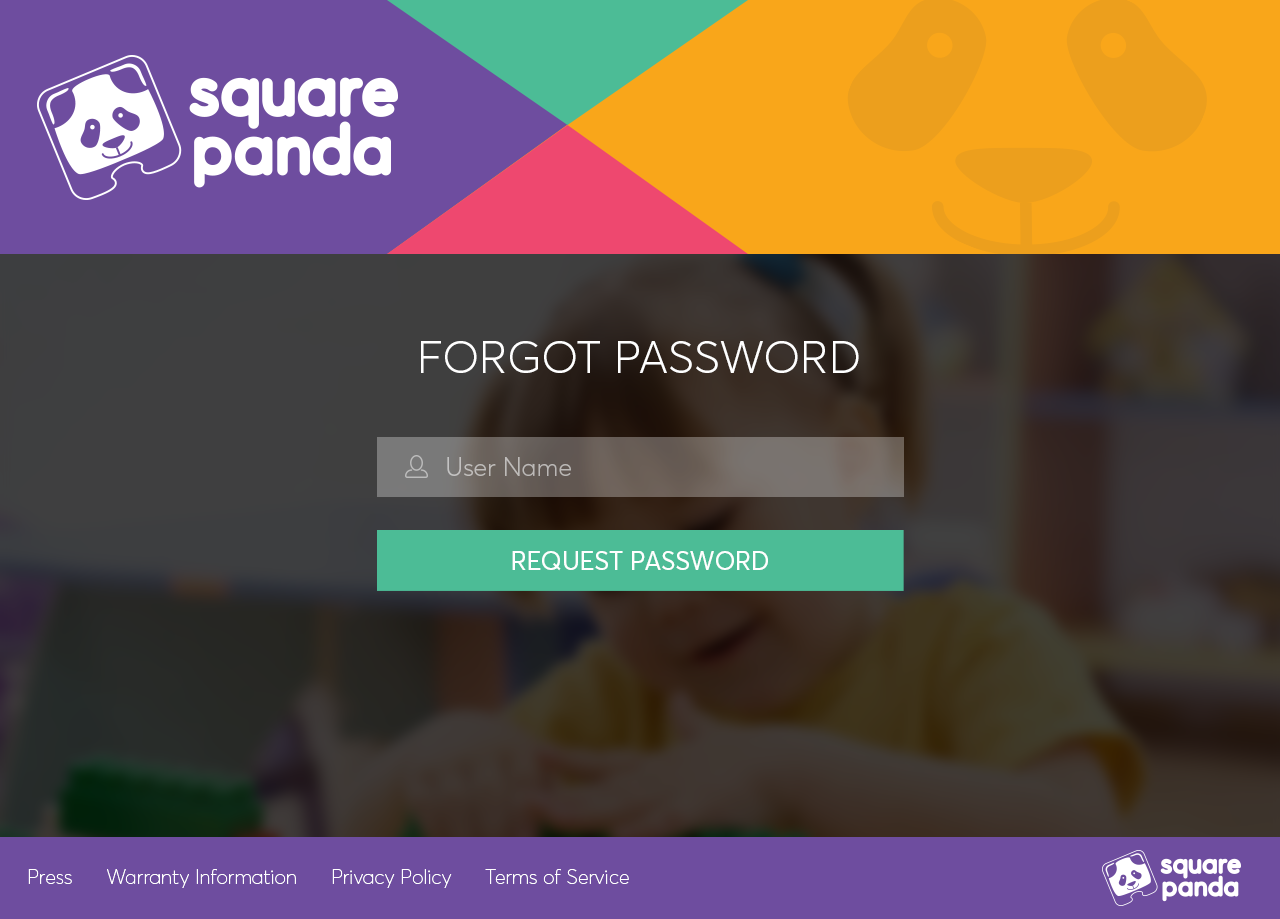 square
panda
FORGOT PASSWORD
User Name
REQUEST PASSWORD
Press Warranty Information Privacy Policy Terms of Service
square
panda